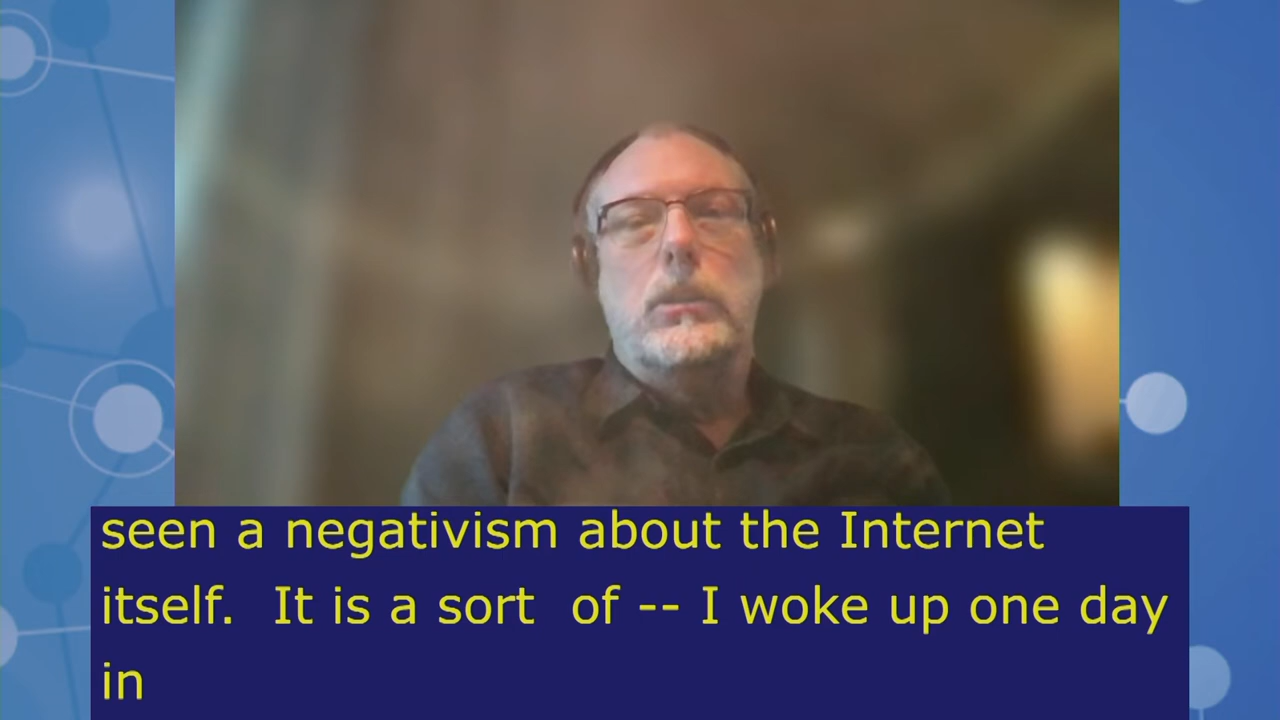 seen a negativism about the Internet
itself.  It is a sort  of -- I woke up one day
in